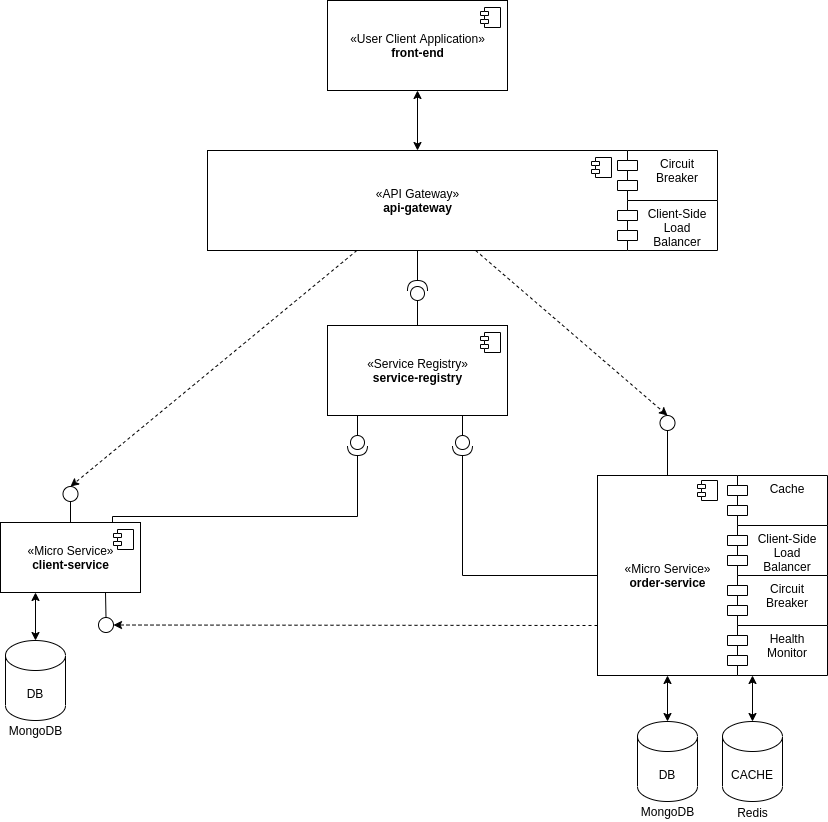 «User Client Application»
front-end
«API Gateway»
api-gateway
Circuit
Breaker
Client-Side
Load
Balancer
«Service Registry»
service-registry
«Micro Service»
client-service
DB
MongoDB
«Micro Service»
order-service
Cache
Client-Side
Load
Balancer
Circuit
Breaker
Health
Monitor
DB
MongoDB
CACHE
Redis